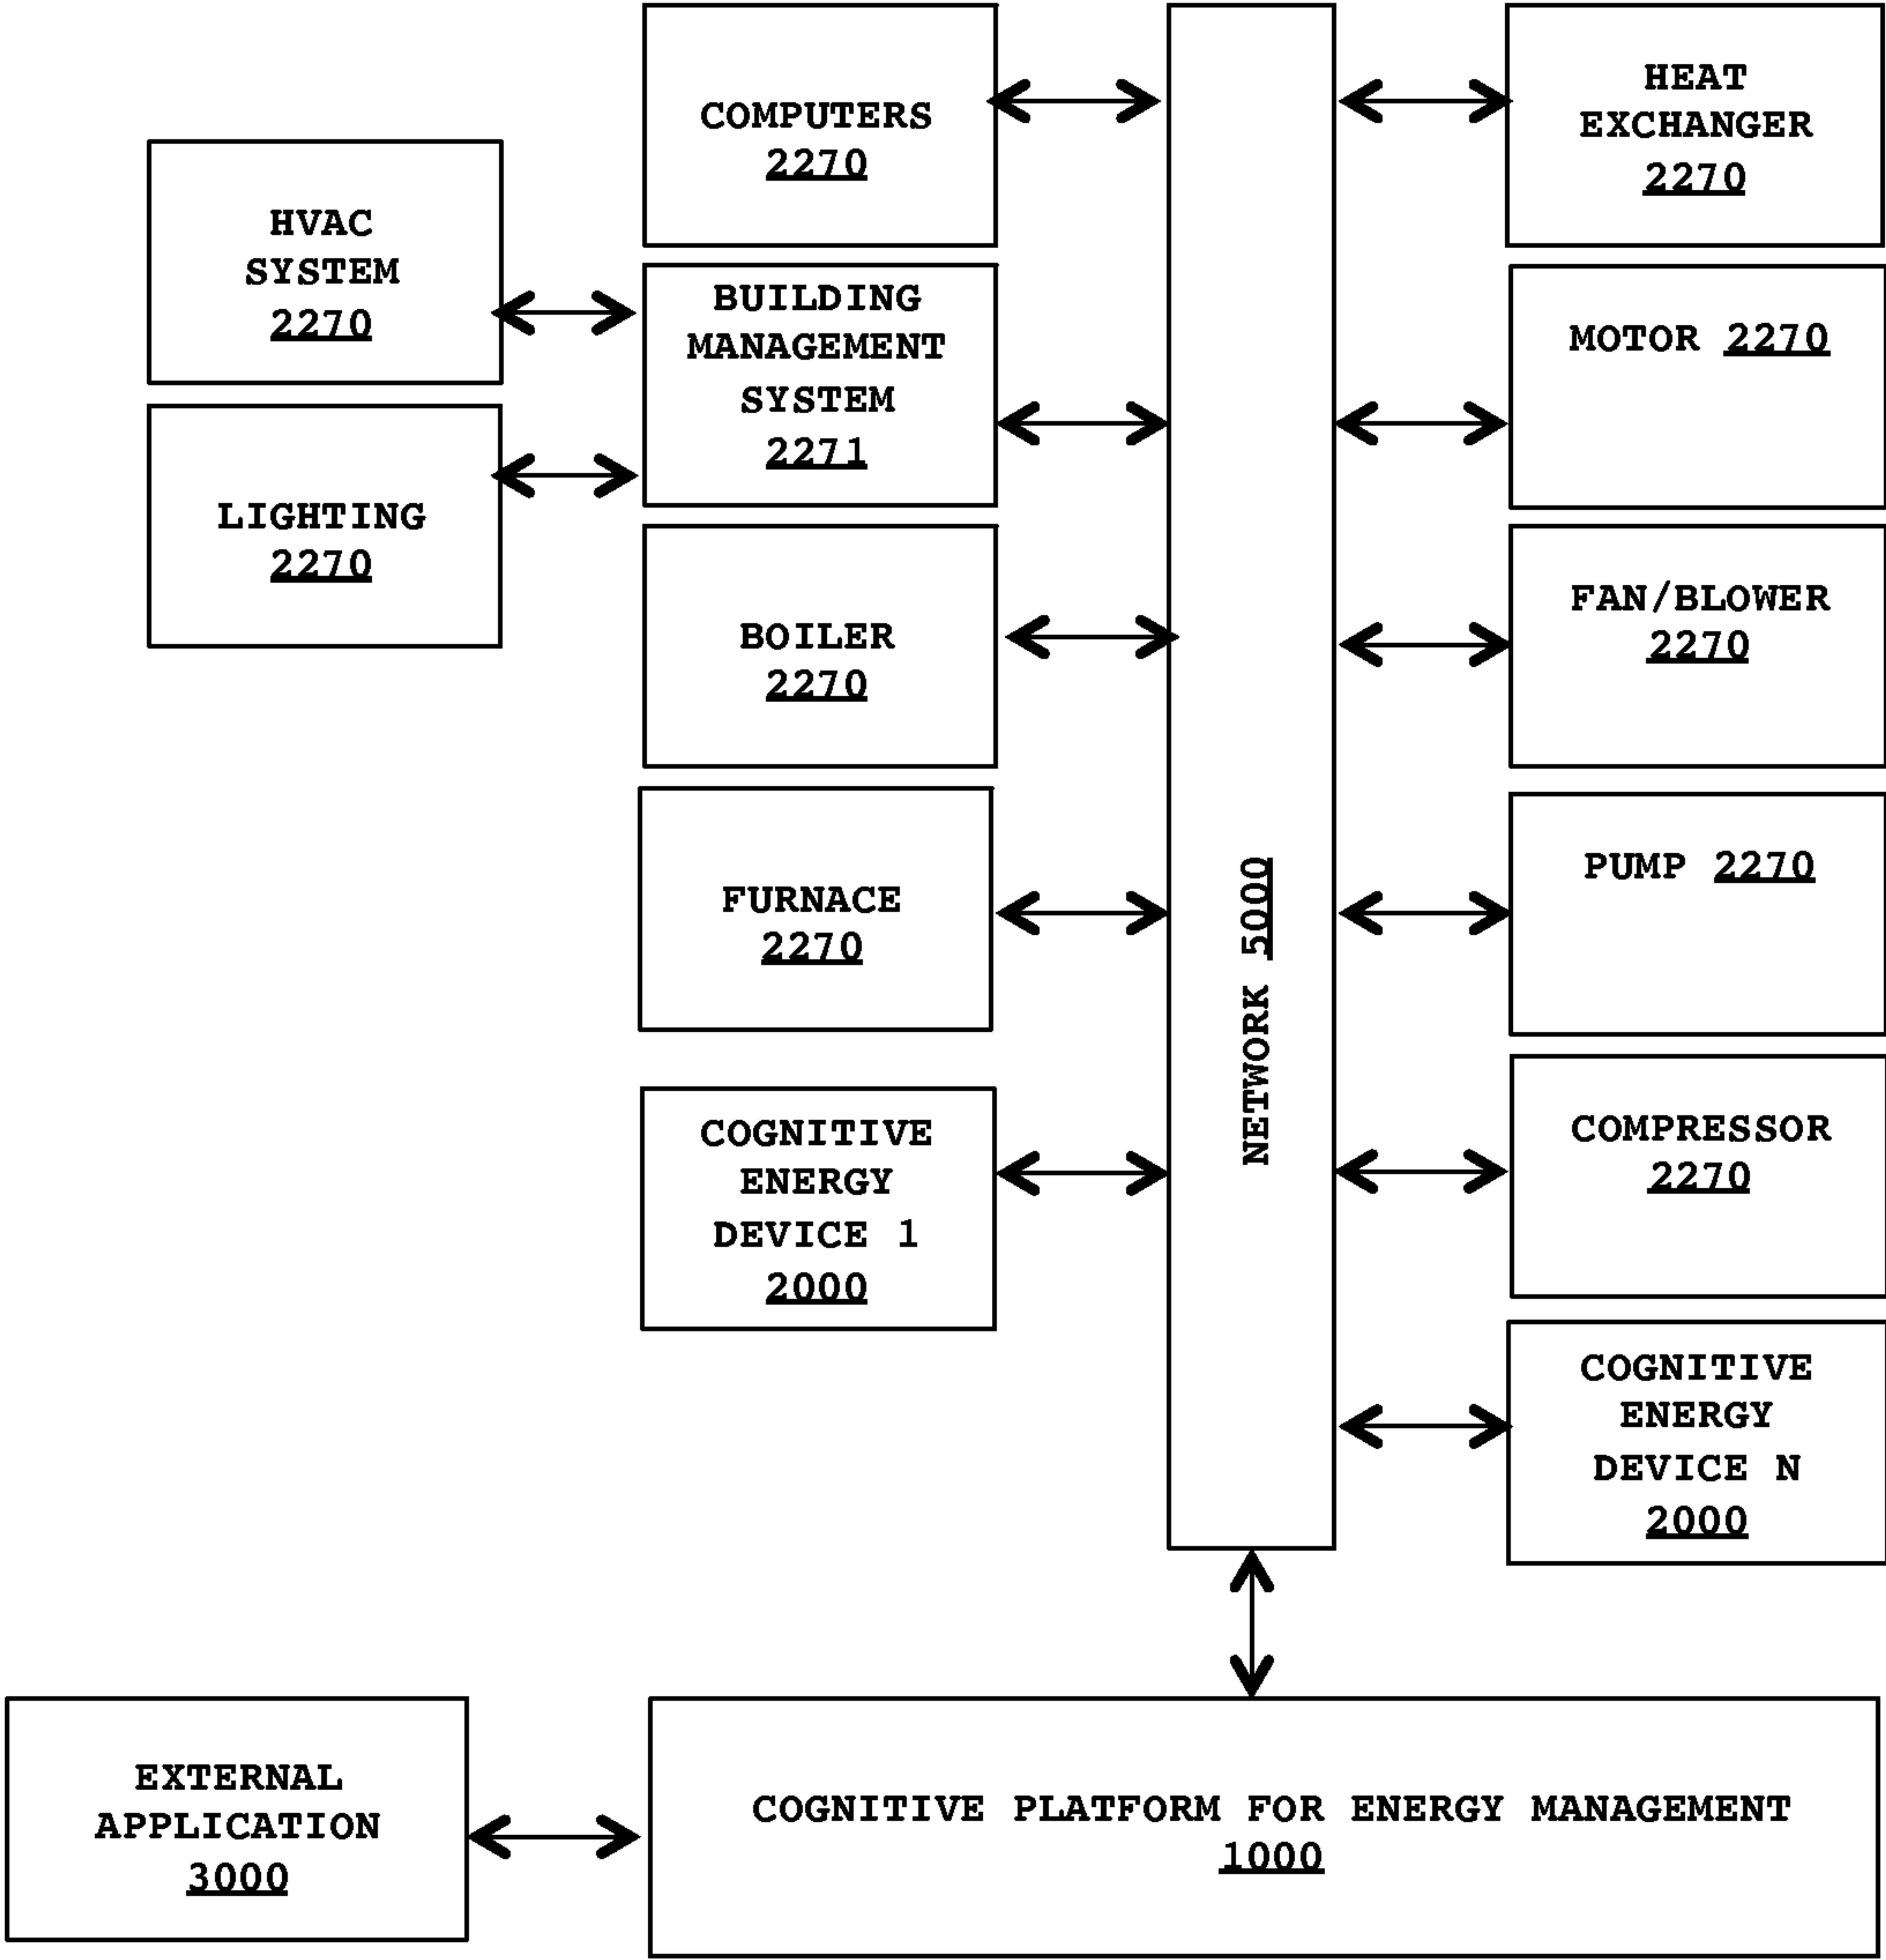 COMPUTERS
2270
HEAT
EXCHANGER
2270
HVAC
SYSTEM
2270
BUILDING
MANAGEMENT
SYSTEM
2271
MOTOR 2270
LIGHTING
2270
BOILER
2270
FAN/BLOWER
2270
FURNACE
2270
PUMP 2270
NETWORK 5000
COGNITIVE
ENERGY
DEVICE 1
2000
COMPRESSOR
2270
COGNITIVE
ENERGY
DEVICE N
2000
EXTERNAL
APPLICATION
3000
COGNITIVE PLATFORM FOR ENERGY MANAGEMENT
1000